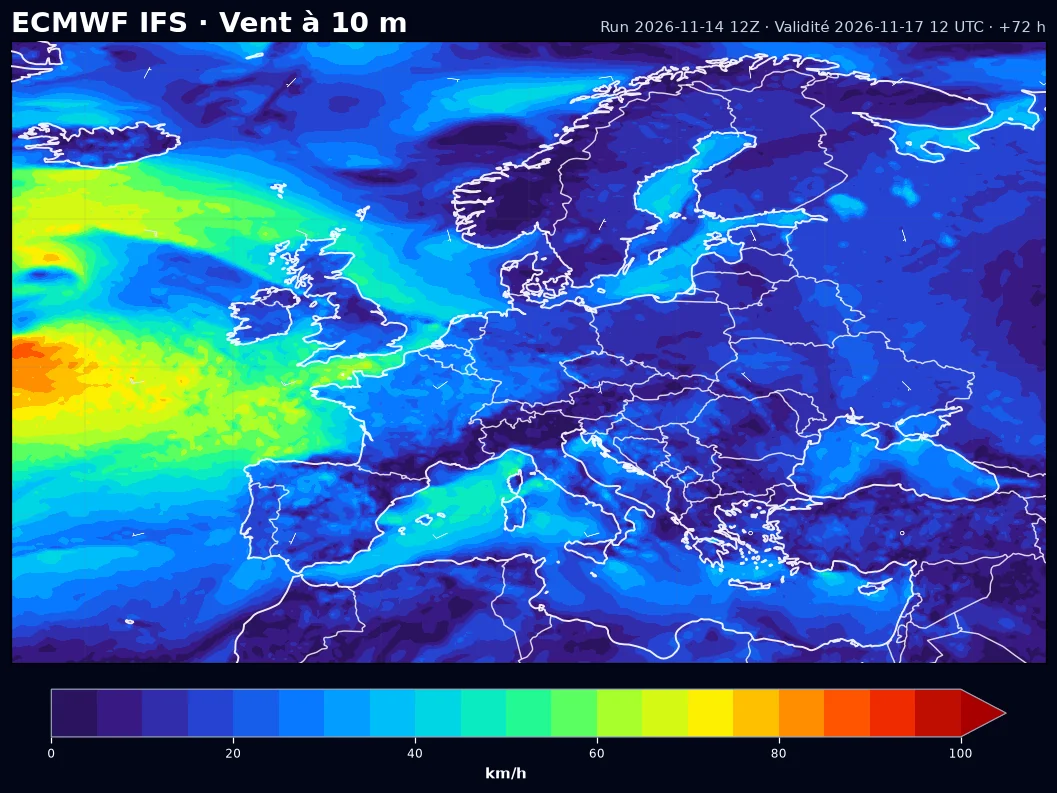 ECMWF IFS · Vent à 10 m
Run 2026-11-14 12Z · Validité 2026-11-17 12 UTC · +72 h
0 20 40 60 80 100
km/h